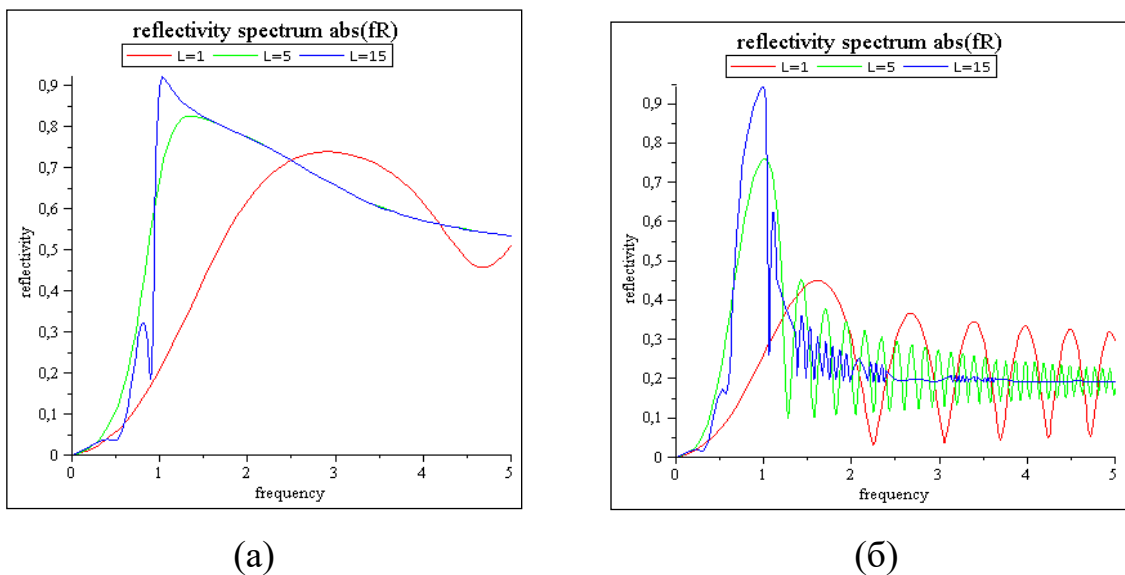 reflectivity spectrum abs(fR)
L=1 L=5 L=15
0,9
0,8
0,7
0,6
0,5
0,4
0,3
0,2
0,1
0
reflectivity
0 1 2 3 4 5
frequency
(а)
reflectivity spectrum abs(fR)
L=1 L=5 L=15
0,9
0,8
0,7
0,6
0,5
0,4
0,3
0,2
0,1
0
reflectivity
0 1 2 3 4 5
frequency
(б)